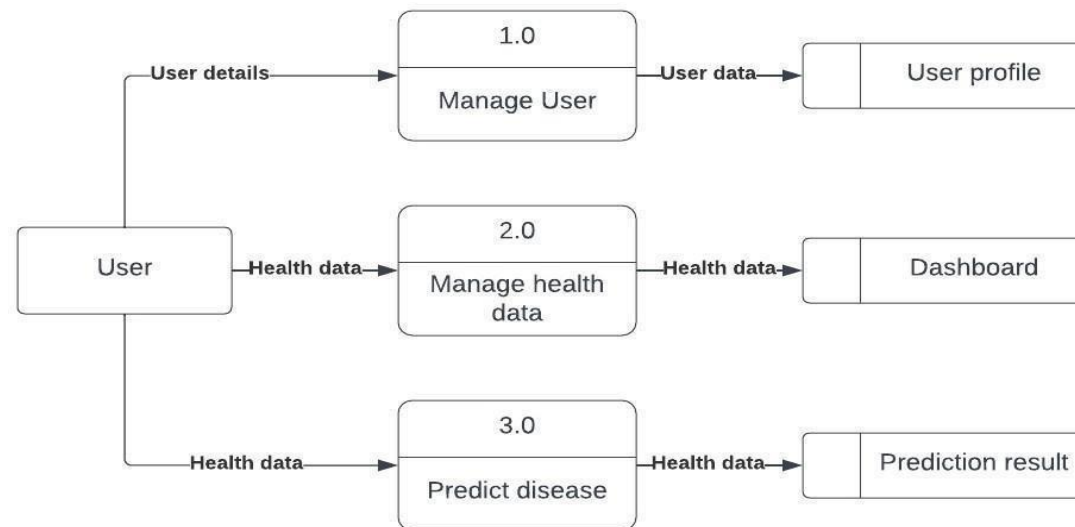 1.0
User details
Manage User
User data
User profile
2.0
User
Health data
Manage health
data
Health data
Dashboard
3.0
Health data
Predict disease
Health data
Prediction result